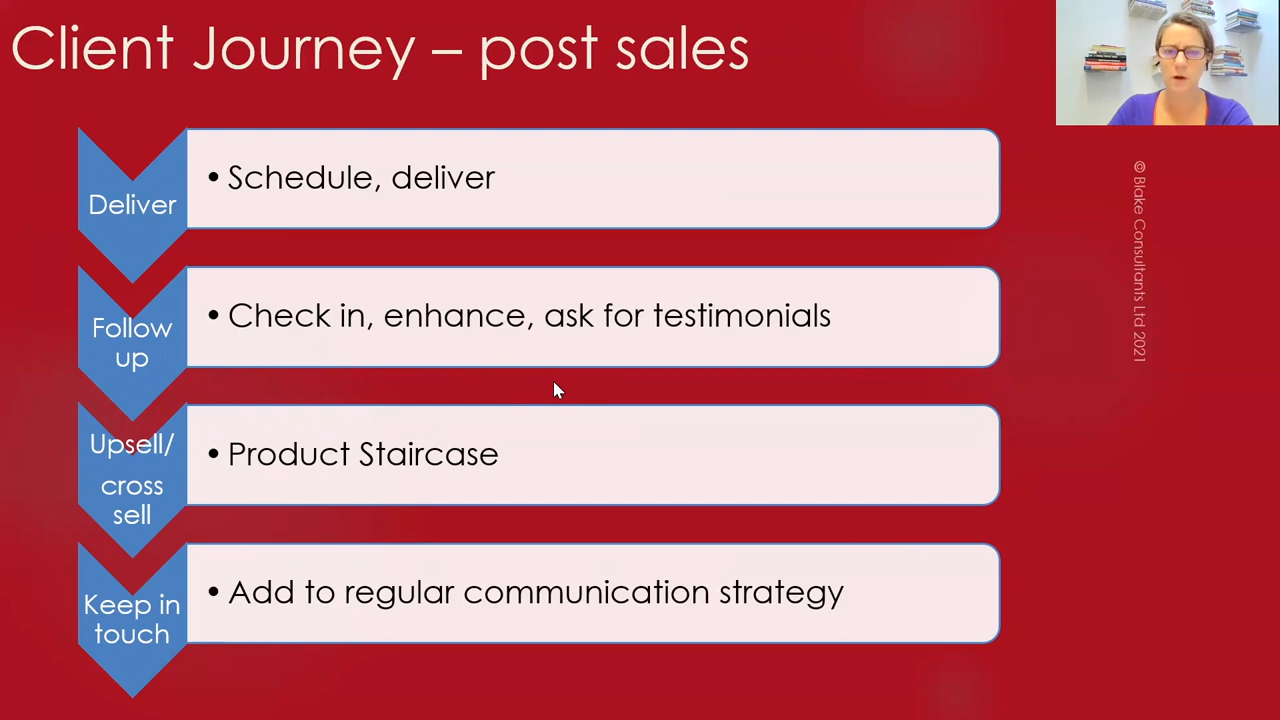 Client Journey – post sales
Deliver
• Schedule, deliver
Follow
up
• Check in, enhance, ask for testimonials
Upsell/
cross
sell
• Product Staircase
Keep in
touch
• Add to regular communication strategy
© Blake Consultants Ltd 2021